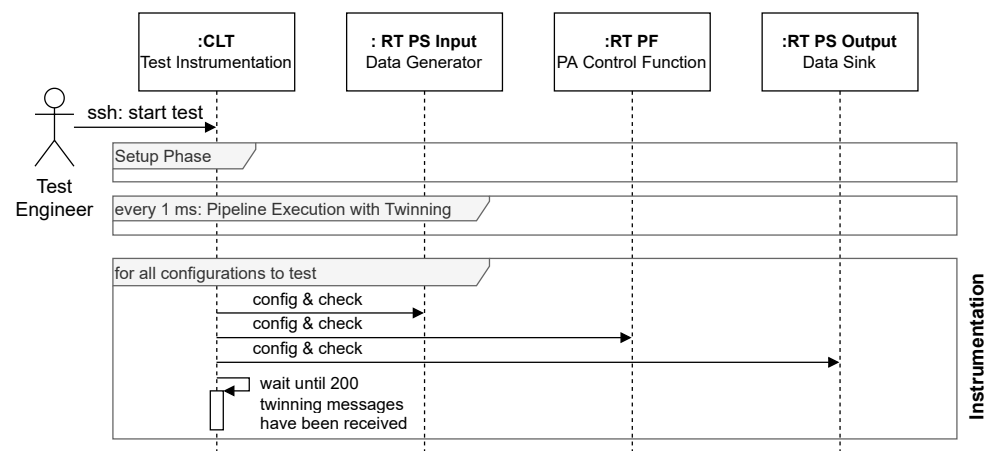 :CLT
Test Instrumentation
: RT PS Input
Data Generator
:RT PF
PA Control Function
:RT PS Output
Data Sink
ssh: start test
Test
Engineer
Setup Phase
every 1 ms: Pipeline Execution with Twinning
for all configurations to test
config & check
config & check
config & check
wait until 200
twinning messages
have been received
Instrumentation